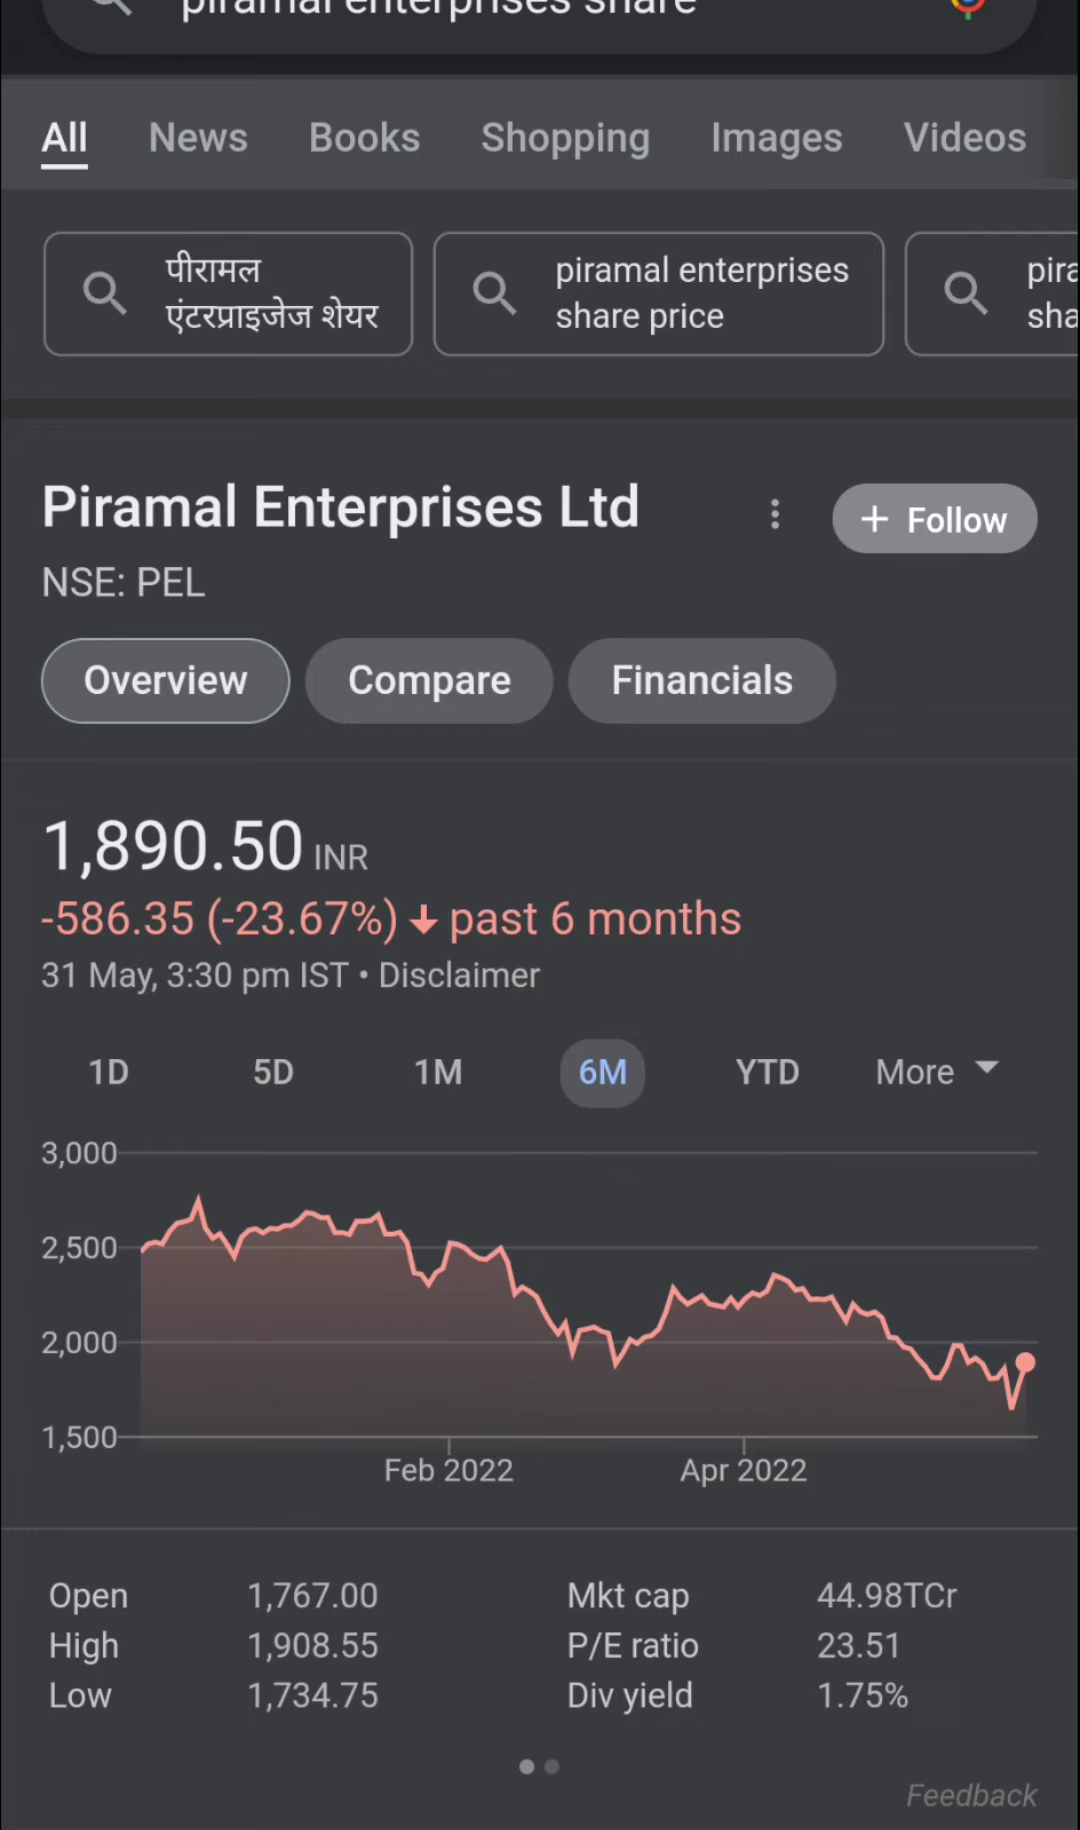 piramal enterprises share
All News Books Shopping Images Videos
पीरामल
एंटरप्राइजेज शेयर
piramal enterprises
share price
Piramal Enterprises Ltd
+ Follow
NSE: PEL
Overview Compare Financials
1,890.50 INR
-586.35 (-23.67%) ↓ past 6 months
31 May, 3:30 pm IST • Disclaimer
1D 5D 1M 6M YTD More
3,000
2,500
2,000
1,500
Feb 2022 Apr 2022
Open 1,767.00 Mkt cap 44.98TCr
High 1,908.55 P/E ratio 23.51
Low 1,734.75 Div yield 1.75%
Feedback